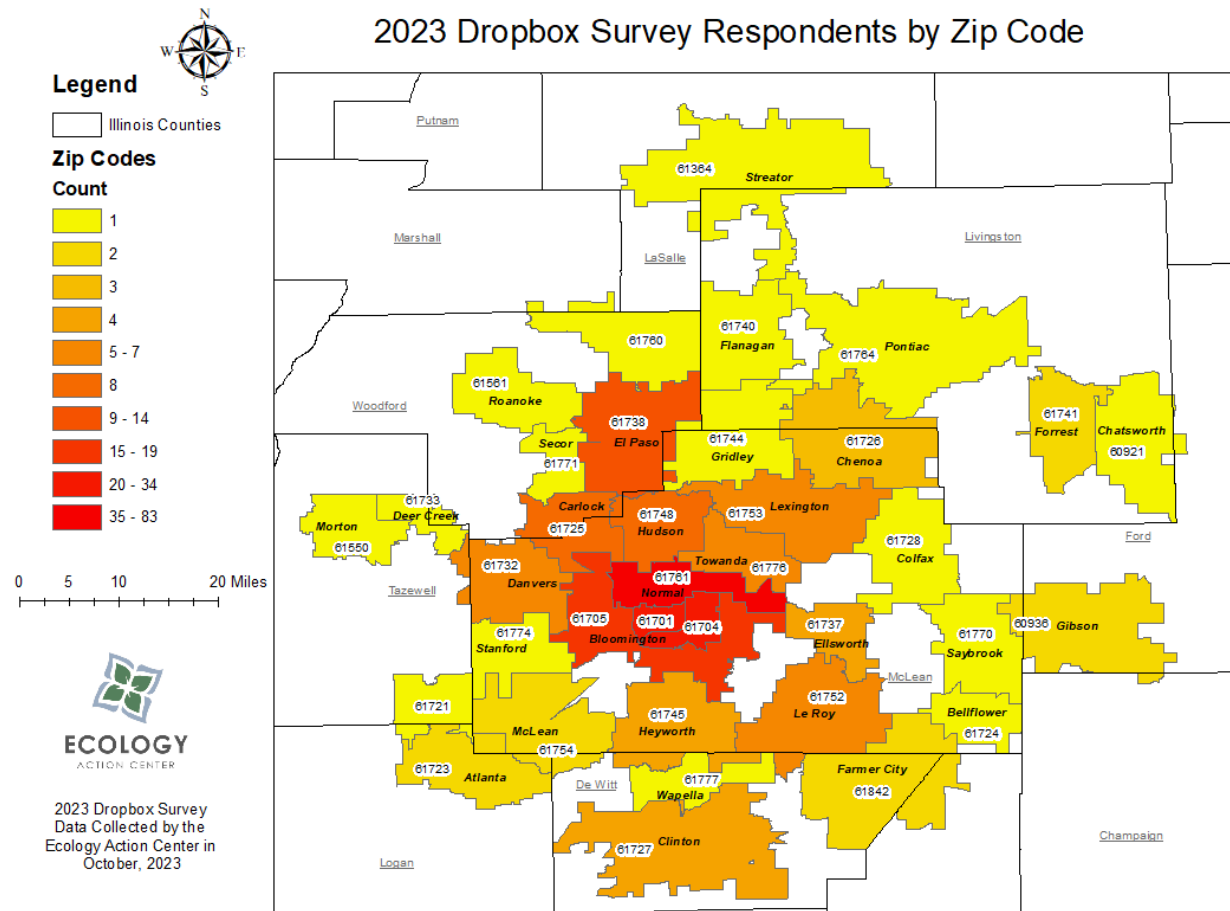 2023 Dropbox Survey Respondents by Zip Code
N
W
E
S
Legend
Illinois Counties
Zip Codes
Count
1
2
3
4
5 - 7
8
9 - 14
15 - 19
20 - 34
35 - 83
0 5 10 20 Miles
ECOLOGY
ACTION CENTER
2023 Dropbox Survey
Data Collected by the
Ecology Action Center in
October, 2023
Putnam
61364
Streator
Marshall
Livingston
LaSalle
61740
Flanagan
61760
61764
Pontiac
61561
Roanoke
Woodford
61738
El Paso
61741
Forrest
Chatsworth
60921
Secor
61771
61744
Gridley
61726
Chenoa
61733
Deer Creek
Morton
61550
Carlock
61725
61748
Hudson
61753
Lexington
61728
Colfax
Ford
61732
Danvers
Towanda
61776
61761
Normal
Tazewell
61705
61701
61704
Bloomington
61774
Stanford
61737
Ellsworth
61770
Saybrook
60936
Gibson
McLean
61721
61752
Le Roy
61745
Heyworth
McLean
61754
Bellflower
61724
61723
Atlanta
De Witt
61777
Wapella
Farmer City
61842
Clinton
61727
Logan
Champaign